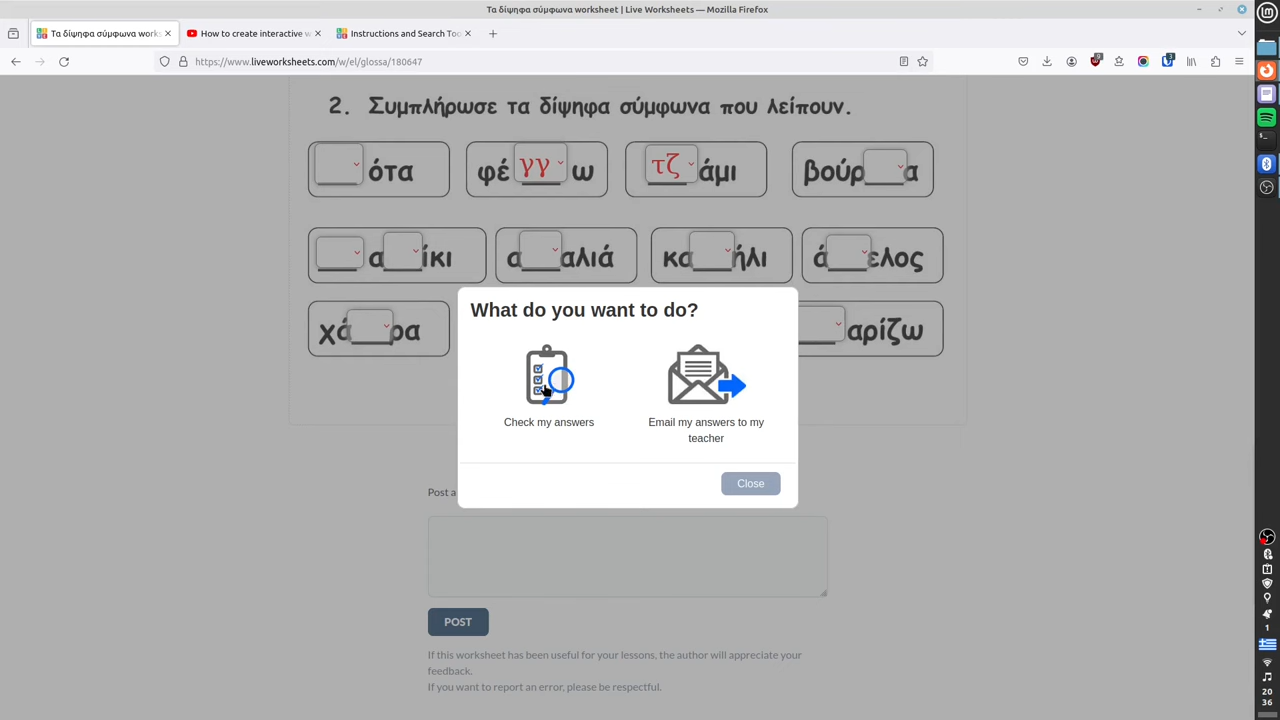 Τα δίψηφα σύμφωνα worksheet | Live Worksheets — Mozilla Firefox
Τα δίψηφα σύμφωνα works
How to create interactive w
Instructions and Search Too
https://www.liveworksheets.com/w/el/glossa/180647
2. Συμπλήρωσε τα δίψηφα σύμφωνα που λείπουν.
ότα
φέ γγ ω
τζ άμι
βούρ α
α ίκι
α αλιά
κα ήλι
ά ελος
χά ρα
αρίζω
What do you want to do?
Check my answers
Email my answers to my
teacher
Close
Post a
POST
If this worksheet has been useful for your lessons, the author will appreciate your
feedback.
If you want to report an error, please be respectful.
1
20
36